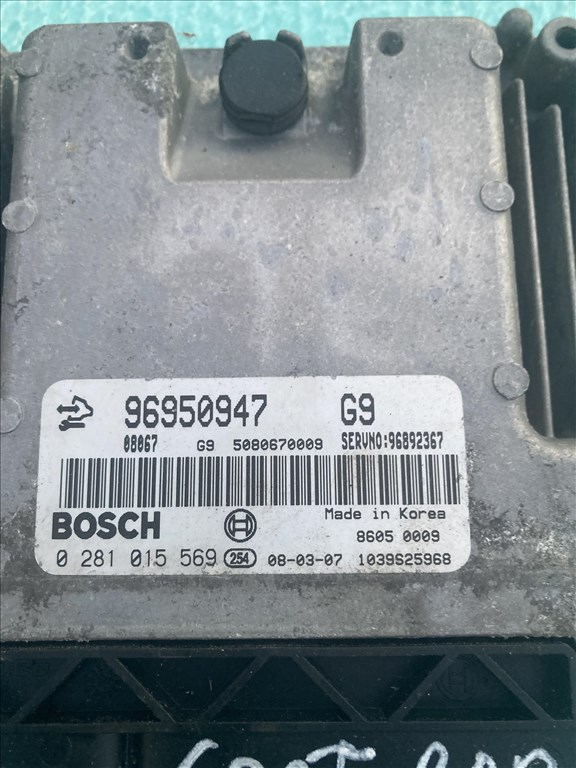 96950947 G9
08067 G9 5080670009 SERVNO:96892367
BOSCH Made in Korea
8605 0009
0 281 015 569 254 08-03-07 1039S25968